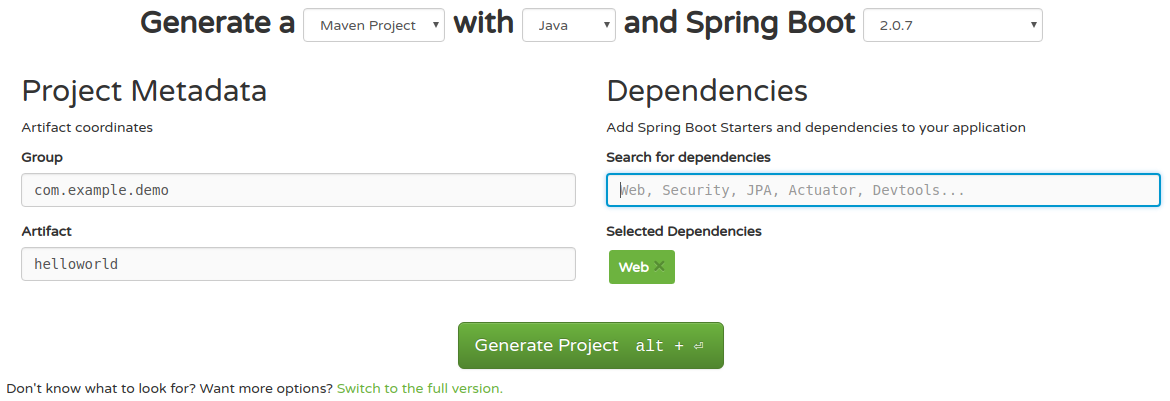 Generate a Maven Project with Java and Spring Boot 2.0.7
Project Metadata
Artifact coordinates
Group
com.example.demo
Artifact
helloworld
Dependencies
Add Spring Boot Starters and dependencies to your application
Search for dependencies
Web, Security, JPA, Actuator, Devtools...
Selected Dependencies
Web ×
Generate Project alt + ⏎
Don't know what to look for? Want more options? Switch to the full version.